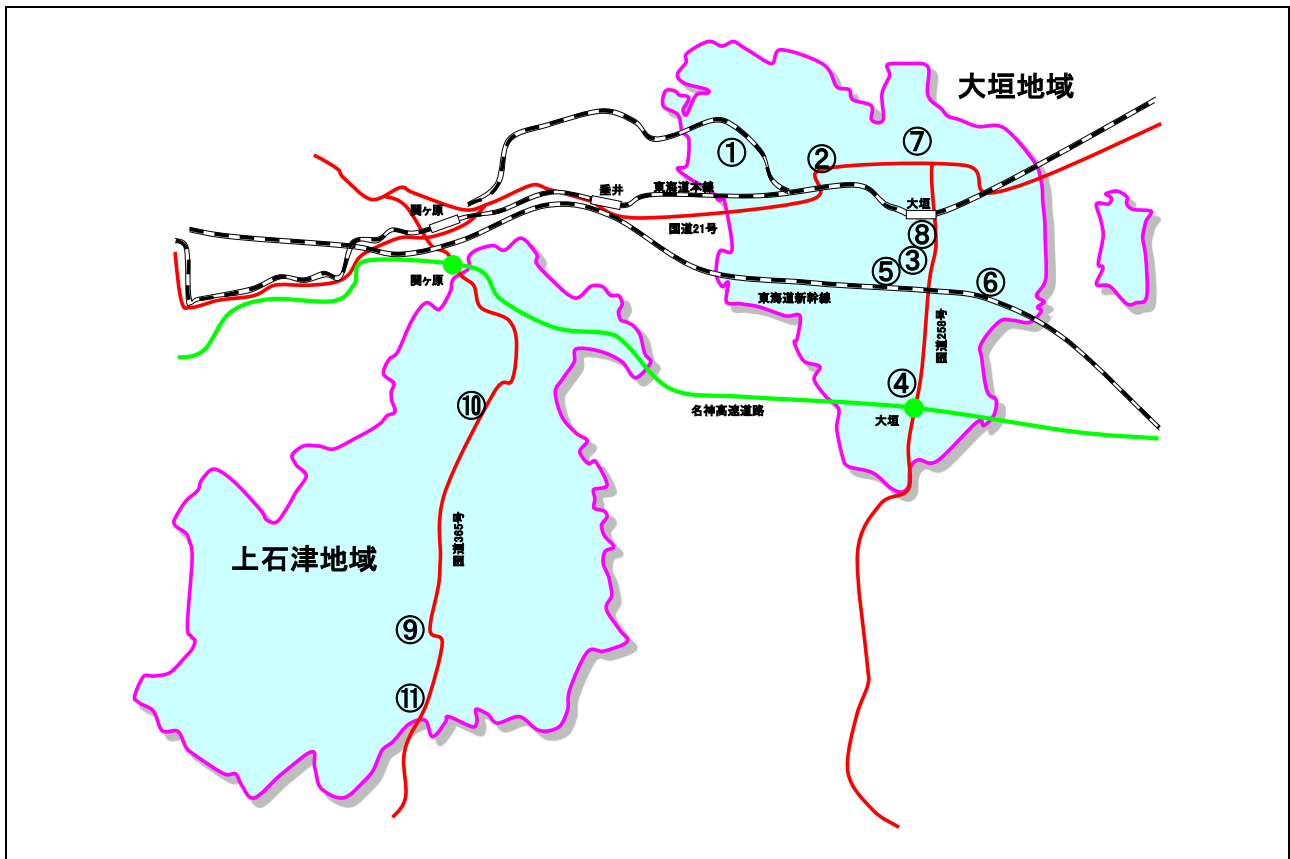 大垣地域
⑦
①
②
東海道本線
垂井
大垣
関ヶ原
国道21号
⑧
③
⑤
⑥
関ヶ原
東海道新幹線
国道258号
④
⑩
名神高速道路
大垣
国道365号
上石津地域
⑨
⑪